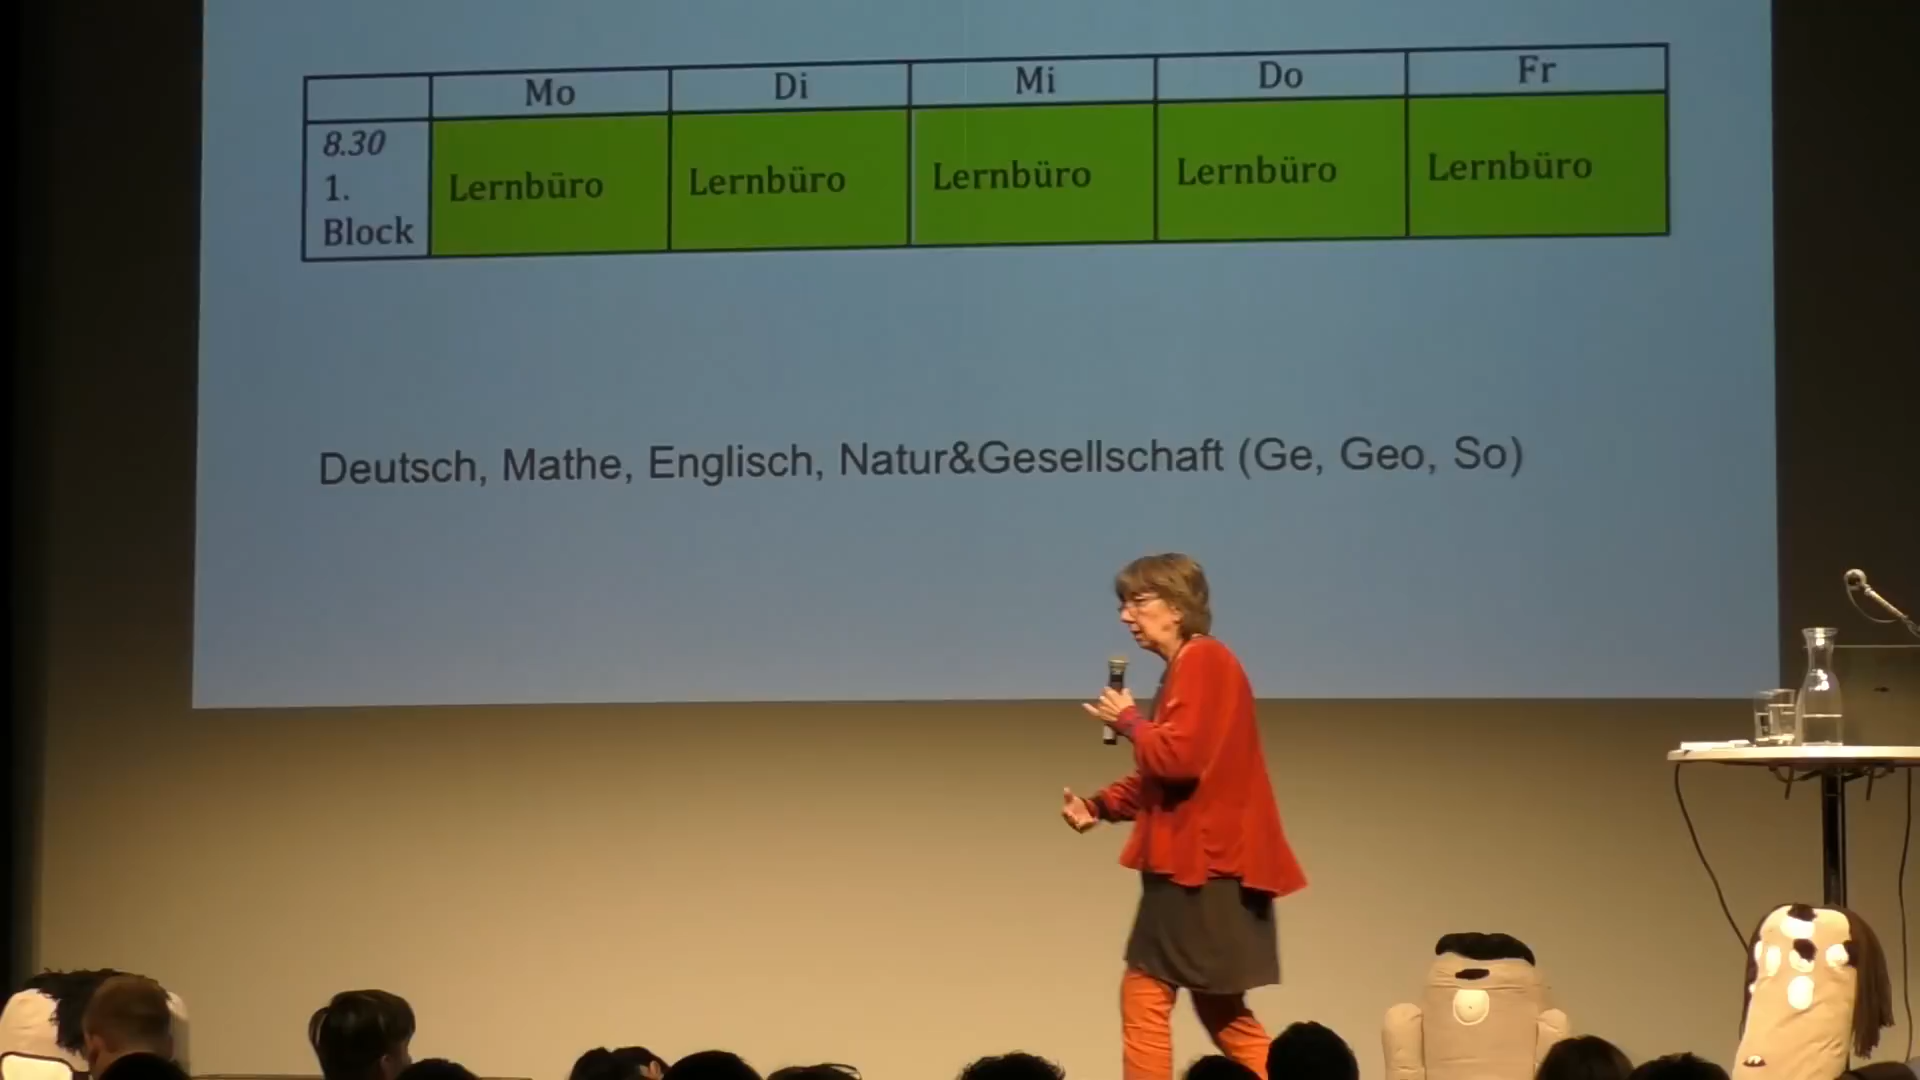 Mo Di Mi Do Fr
8.30
1.
Block
Lernbüro Lernbüro Lernbüro Lernbüro Lernbüro
Deutsch, Mathe, Englisch, Natur&Gesellschaft (Ge, Geo, So)